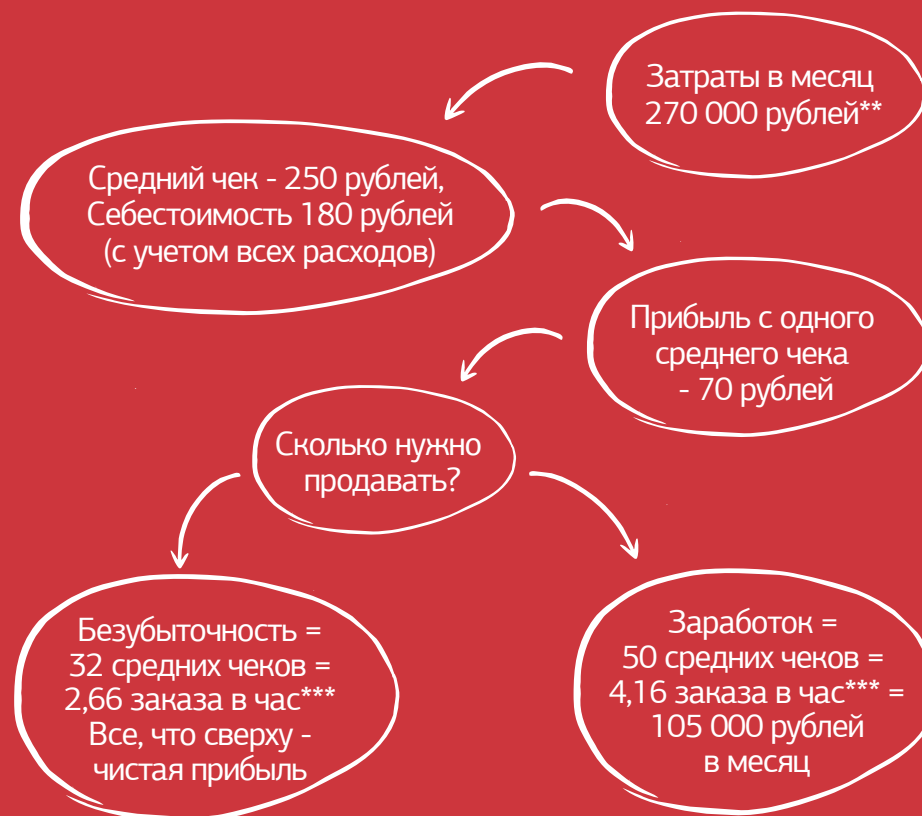 Затраты в месяц
270 000 рублей**
Средний чек - 250 рублей,
Себестоимость 180 рублей
(с учетом всех расходов)
Прибыль с одного
среднего чека
- 70 рублей
Сколько нужно
продавать?
Безубыточность =
32 средних чеков =
2,66 заказа в час***
Все, что сверху -
чистая прибыль
Заработок =
50 средних чеков =
4,16 заказа в час*** =
105 000 рублей
в месяц